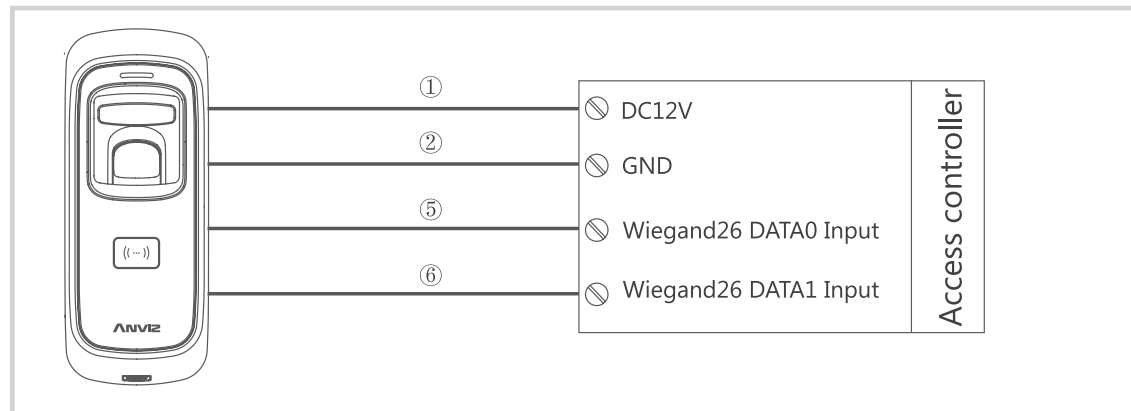 ①
DC12V
②
GND
⑤
Wiegand26 DATA0 Input
⑥
Wiegand26 DATA1 Input
Access controller
((···))
ANVIZ